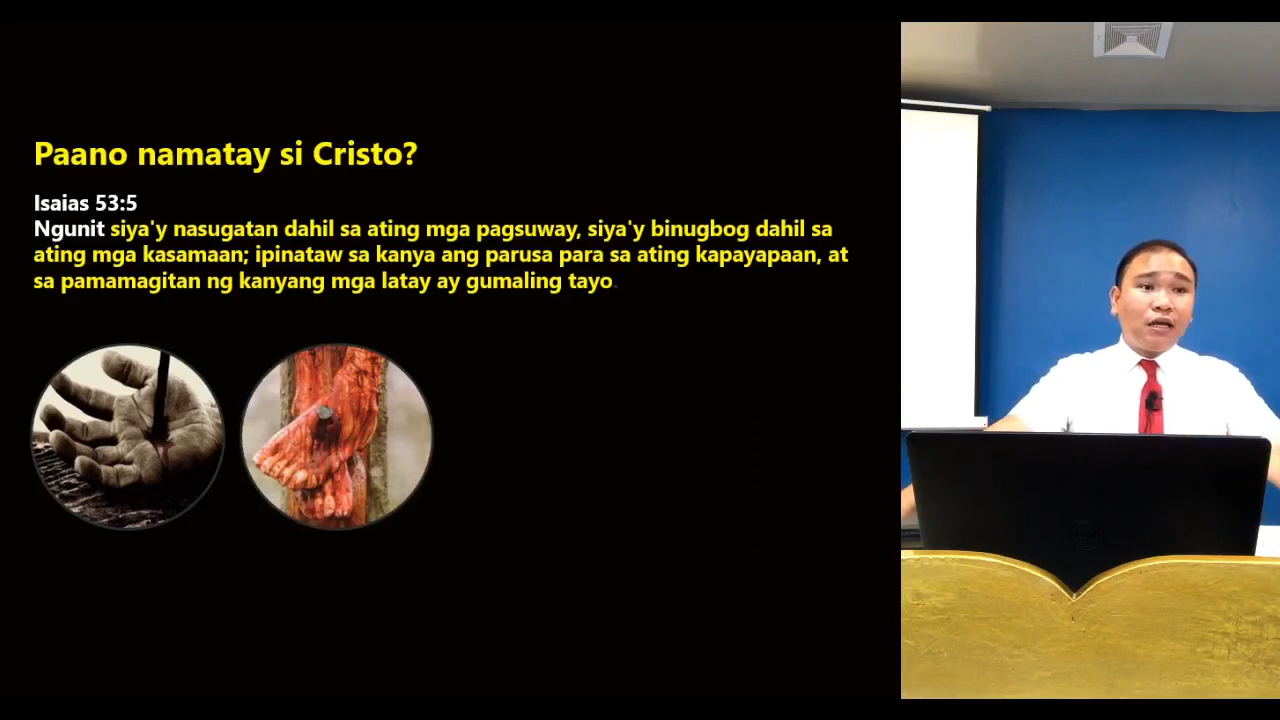 Paano namatay si Cristo?
Isaias 53:5
Ngunit siya'y nasugatan dahil sa ating mga pagsuway, siya'y binugbog dahil sa
ating mga kasamaan; ipinataw sa kanya ang parusa para sa ating kapayapaan, at
sa pamamagitan ng kanyang mga latay ay gumaling tayo.